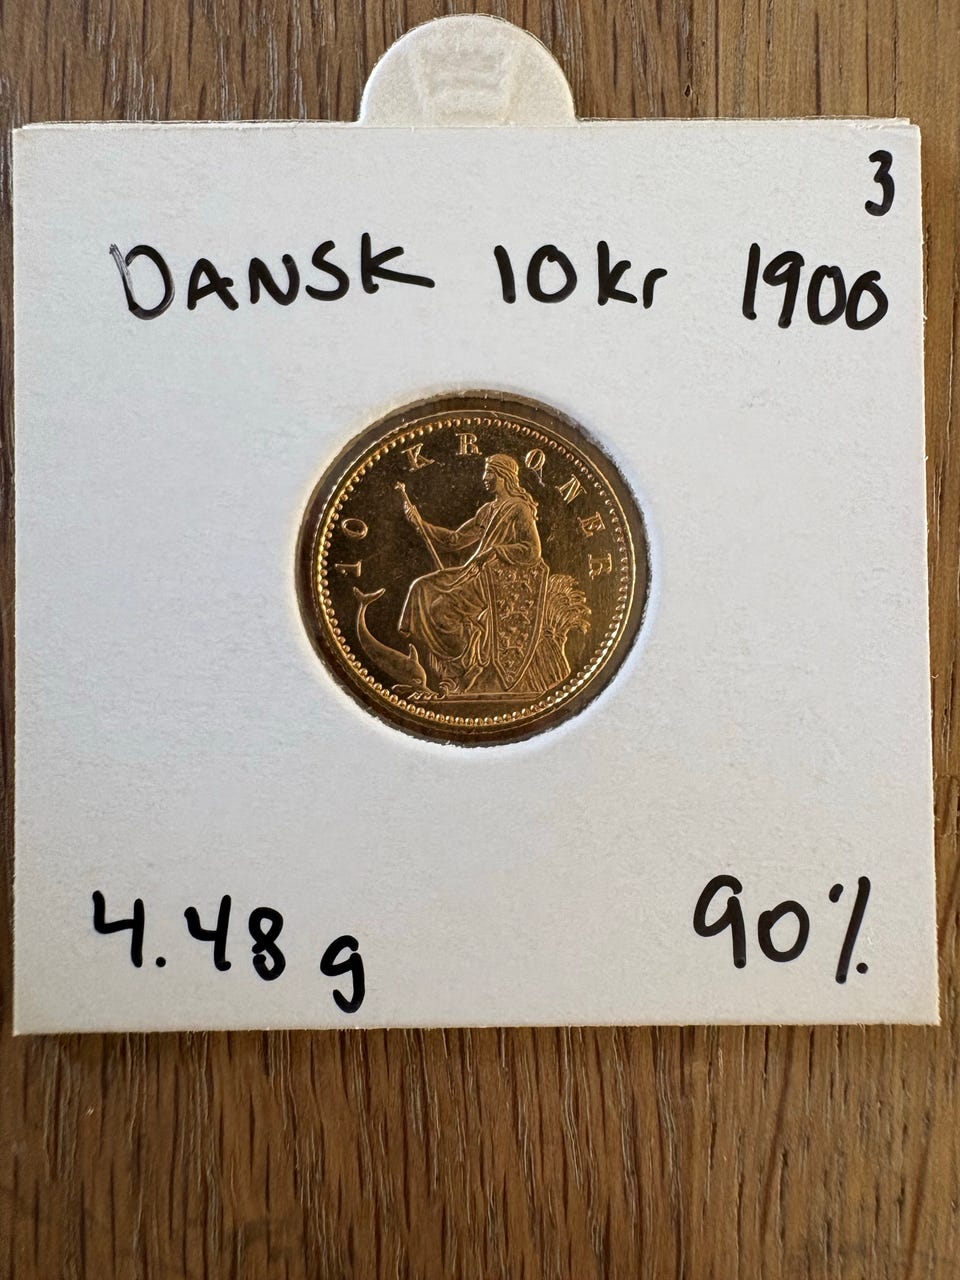 3
DANSK 10kr 1900
10 KRONER
4.48 g 90%